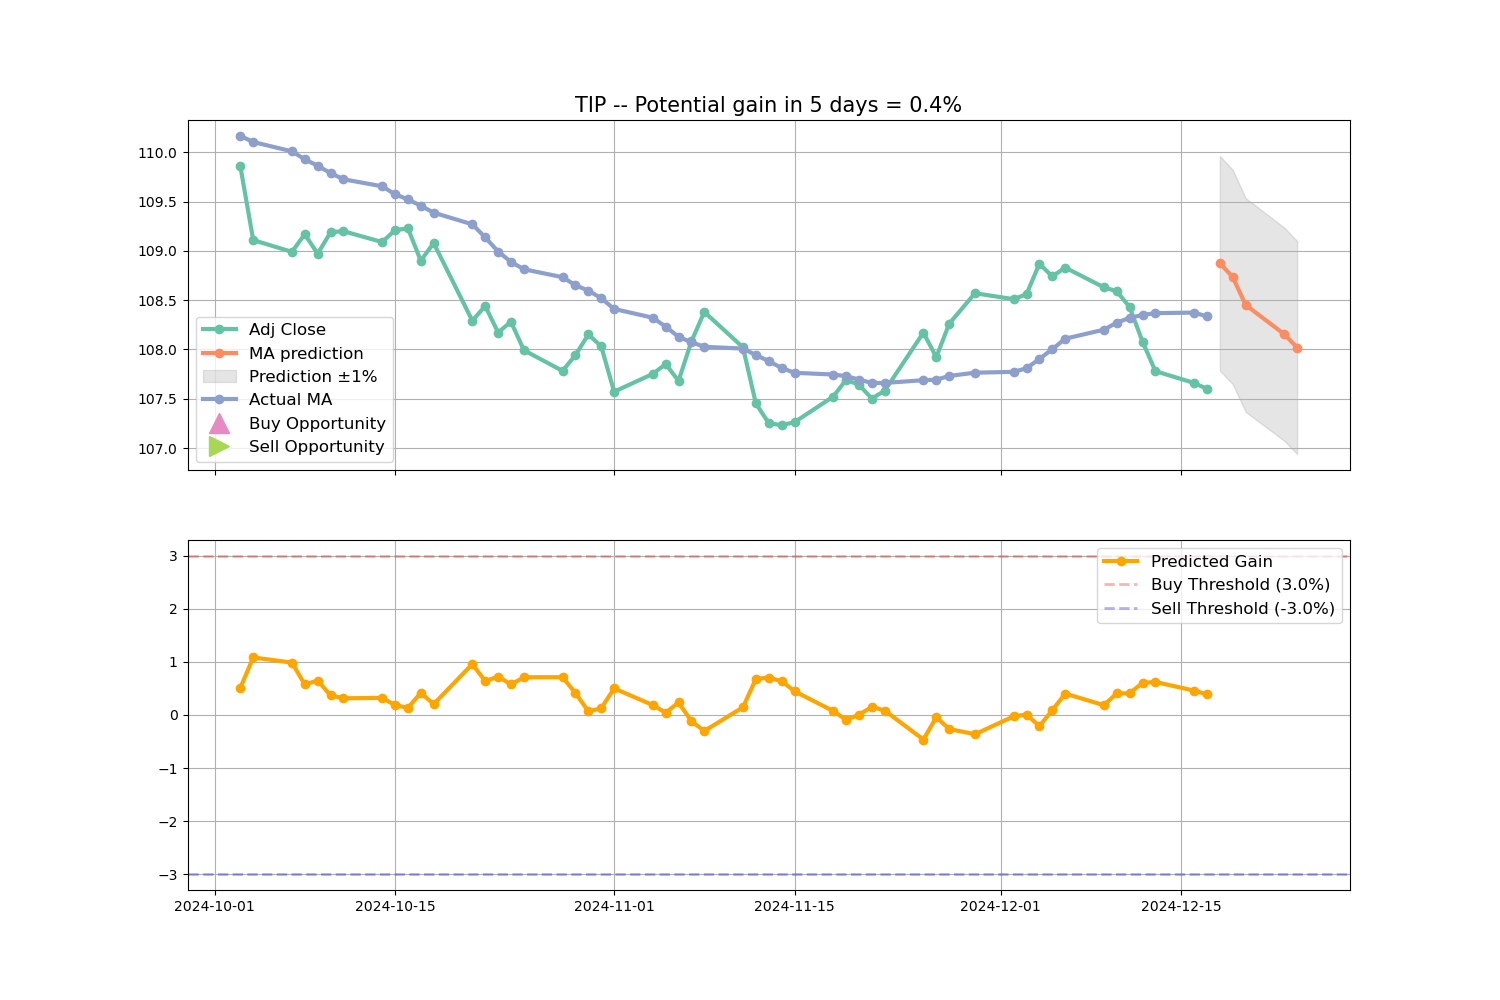 TIP -- Potential gain in 5 days = 0.4%
110.0
109.5
109.0
108.5
108.0
107.5
107.0
Adj Close
MA prediction
Prediction ±1%
Actual MA
Buy Opportunity
Sell Opportunity
3
2
1
0
−1
−2
−3
Predicted Gain
Buy Threshold (3.0%)
Sell Threshold (-3.0%)
2024-10-01 2024-10-15 2024-11-01 2024-11-15 2024-12-01 2024-12-15